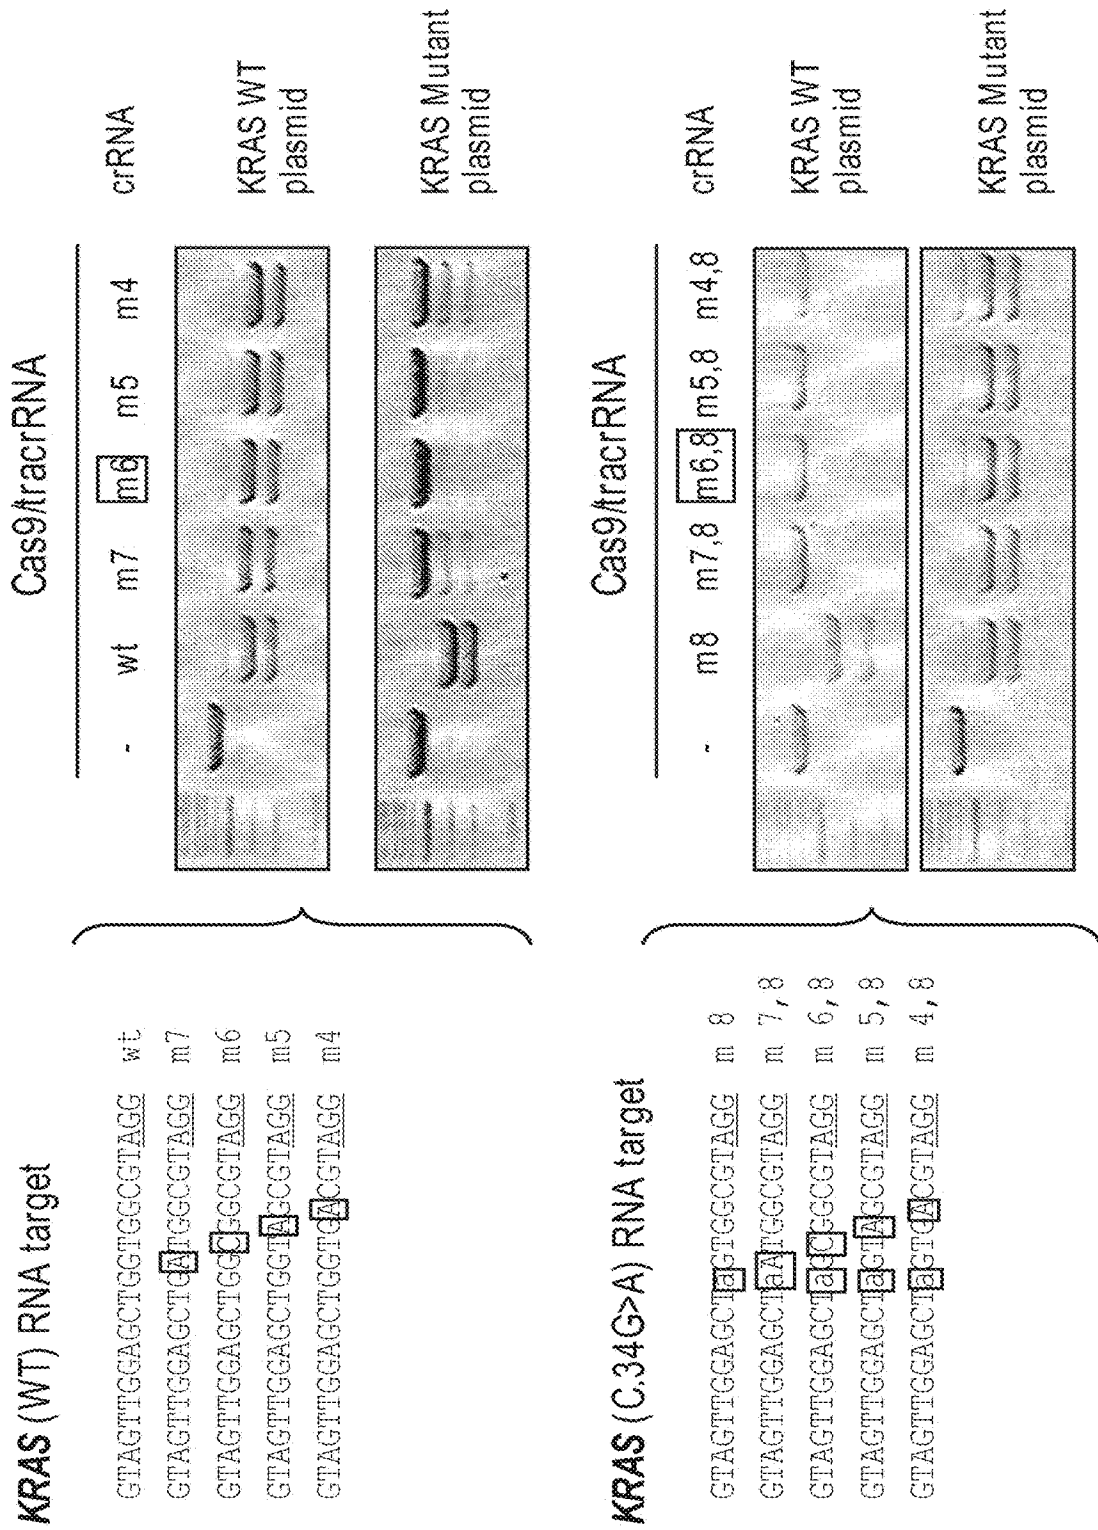 KRAS (WT) RNA target
GTAGTTGGAGCTGGTGGCGTAGG wt
GTAGTTGGAGCTGATGGCGTAGG m7
GTAGTTGGAGCTGGCGGCGTAGG m6
GTAGTTGGAGCTGGTAGCGTAGG m5
GTAGTTGGAGCTGGTGACGTAGG m4
Cas9/tracrRNA
- wt m7 m6 m5 m4 crRNA
KRAS WT
plasmid
KRAS Mutant
plasmid
KRAS (C.34G>A) RNA target
GTAGTTGGAGCTaGTGGCGTAGG m 8
GTAGTTGGAGCTaATGGCGTAGG m 7,8
GTAGTTGGAGCTaGCGGCGTAGG m 6,8
GTAGTTGGAGCTaGTAGCGTAGG m 5,8
GTAGTTGGAGCTaGTGACGTAGG m 4,8
Cas9/tracrRNA
- m8 m7,8 m6,8 m5,8 m4,8 crRNA
KRAS WT
plasmid
KRAS Mutant
plasmid